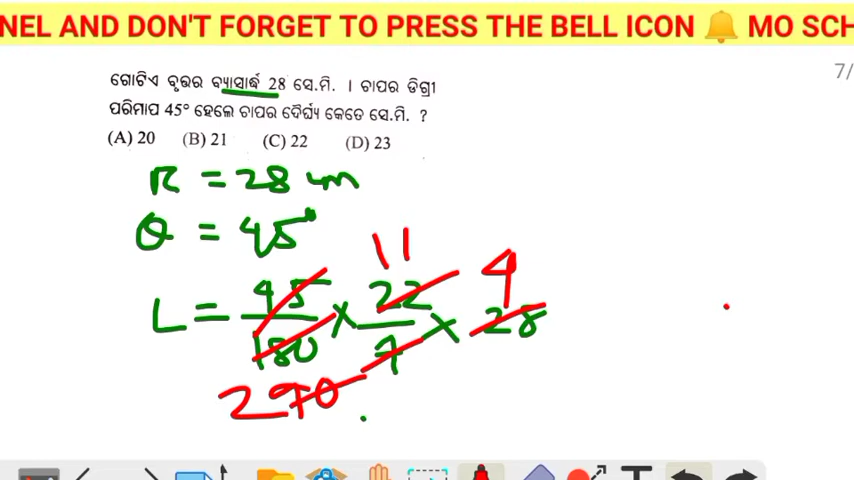 NEL AND DON'T FORGET TO PRESS THE BELL ICON 🔔 MO SCH
7/
ଗୋଟିଏ ବୃତ୍ତର ବ୍ୟାସାର୍ଦ୍ଧ 28 ସେ.ମି. । ଚାପର ଡିଗ୍ରୀ
ପରିମାପ 45° ହେଲେ ଚାପର ଦୈର୍ଘ୍ୟ କେତେ ସେ.ମି. ?
(A) 20 (B) 21 (C) 22 (D) 23
R = 28 cm
θ = 45°
11 4
L = 45/180 × 22/7 × 28
2